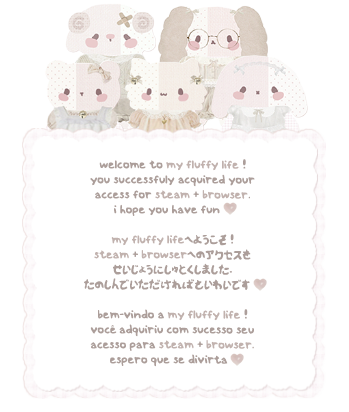 welcome to my fluffy life !
you successfuly acquired your
access for steam + browser.
i hope you have fun
my fluffy lifeへようこそ !
steam + browserへのアクセスを
せいじょうにしゅとくしました.
たのしんでいただければさいわいです
bem-vindo a my fluffy life !
você adquiriu com sucesso seu
acesso para steam + browser.
espero que se divirta